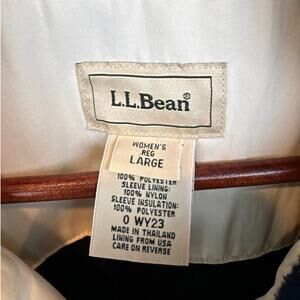 L.L.Bean®
WOMEN'S
REG
LARGE
100% POLYESTER
SLEEVE LINING:
100% NYLON
SLEEVE INSULATION:
100% POLYESTER
0 WY23
MADE IN THAILAND
LINING FROM USA
CARE ON REVERSE